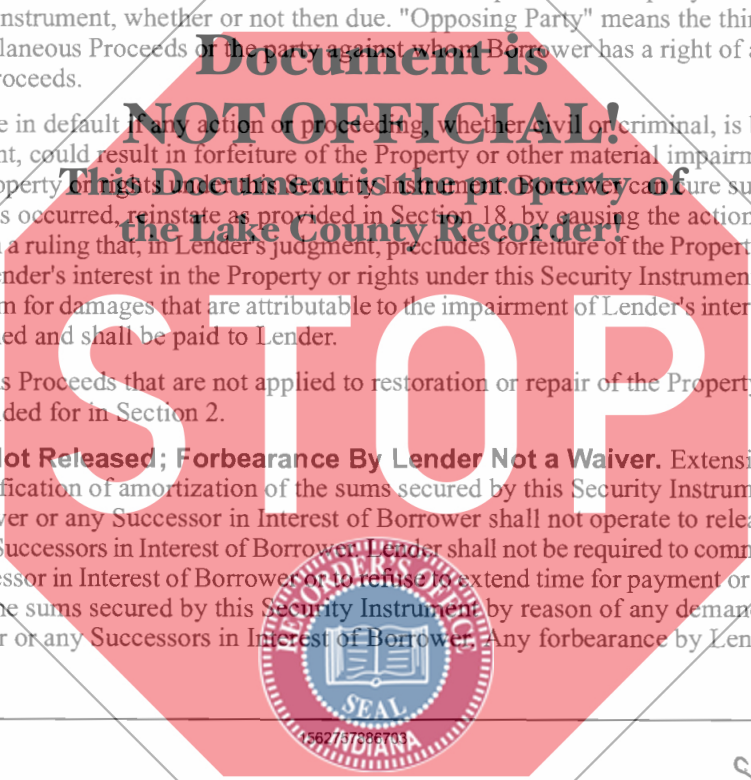 nstrument, whether or not then due. "Opposing Party" means the thi
laneous Proceeds or the party against whom Borrower has a right of a
roceeds.
Document is
NOT OFFICIAL!
This Document is the property of
the Lake County Recorder!
e in default if any action or proceeding, whether civil or criminal, is
nt, could result in forfeiture of the Property or other material impairm
operty or rights under this Security Instrument. Borrower can cure su
s occurred, reinstate as provided in Section 18, by causing the action
a ruling that, in Lender's judgment, precludes forfeiture of the Propert
ender's interest in the Property or rights under this Security Instrumen
m for damages that are attributable to the impairment of Lender's inter
ed and shall be paid to Lender.
STOP
s Proceeds that are not applied to restoration or repair of the Property
ded for in Section 2.
ot Released; Forbearance By Lender Not a Waiver. Extensi
fication of amortization of the sums secured by this Security Instrum
wer or any Successor in Interest of Borrower shall not operate to relea
Successors in Interest of Borrower. Lender shall not be required to comm
essor in Interest of Borrower or to refuse to extend time for payment or
he sums secured by this Security Instrument by reason of any deman
r or any Successors in Interest of Borrower. Any forbearance by Len
RECORDER'S OFFICE
SEAL
INDIANA
1562767886703